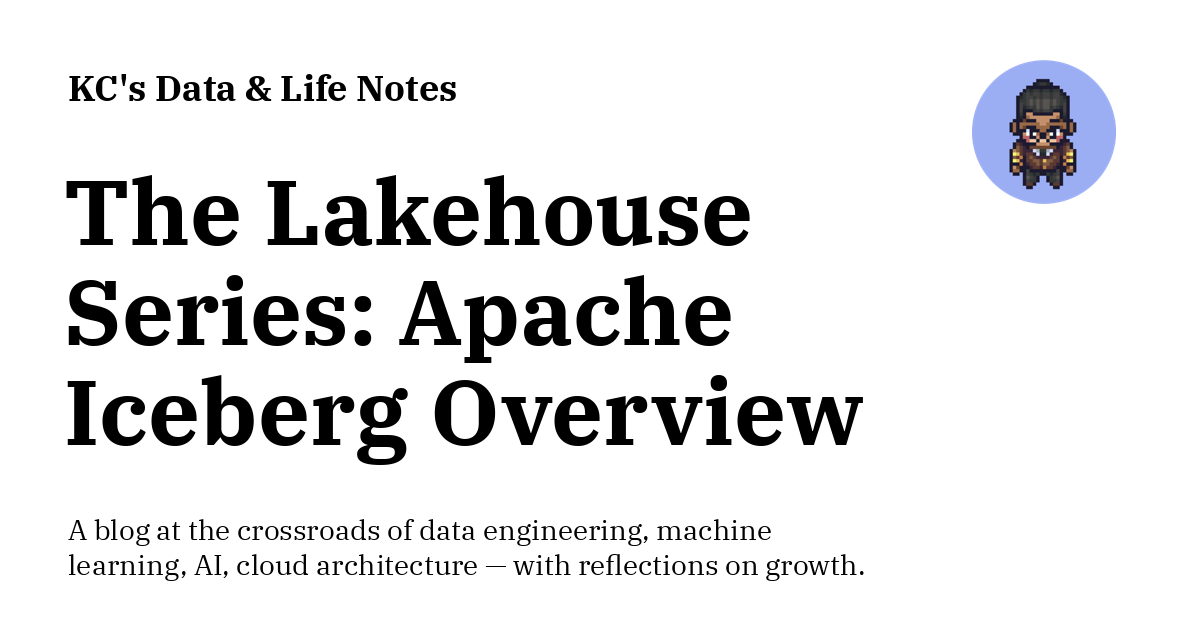 KC's Data & Life Notes
The Lakehouse
Series: Apache
Iceberg Overview
A blog at the crossroads of data engineering, machine
learning, AI, cloud architecture — with reflections on growth.